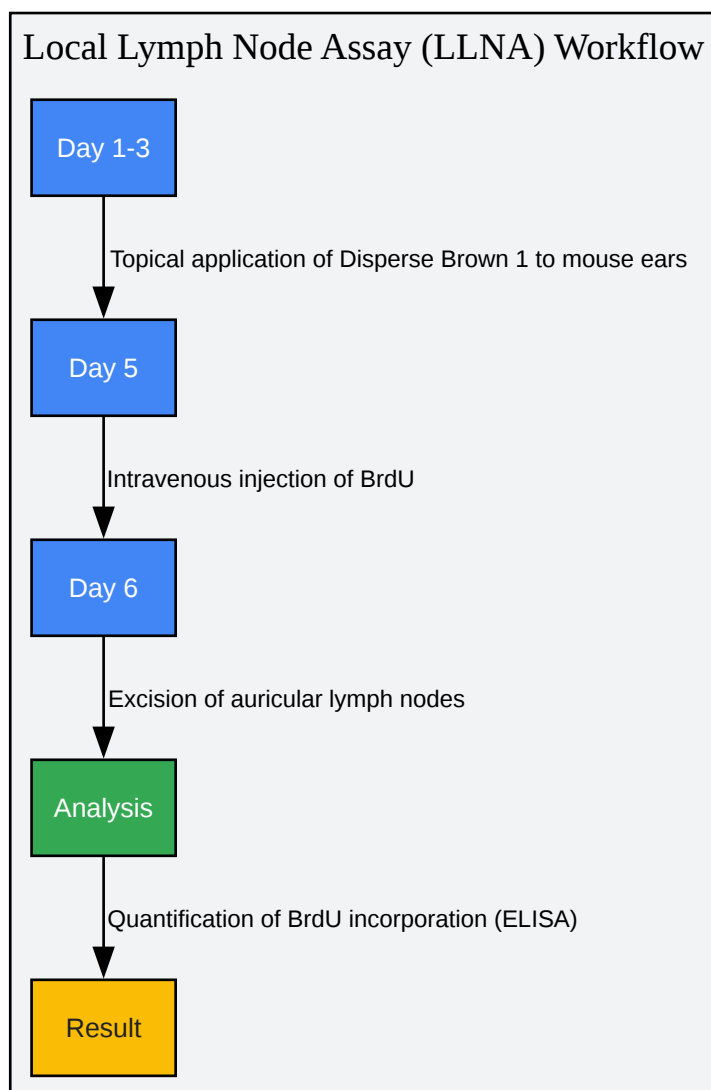 Local Lymph Node Assay (LLNA) Workflow
Day 1-3
Topical application of Disperse Brown 1 to mouse ears
Day 5
Intravenous injection of BrdU
Day 6
Excision of auricular lymph nodes
Analysis
Quantification of BrdU incorporation (ELISA)
Result